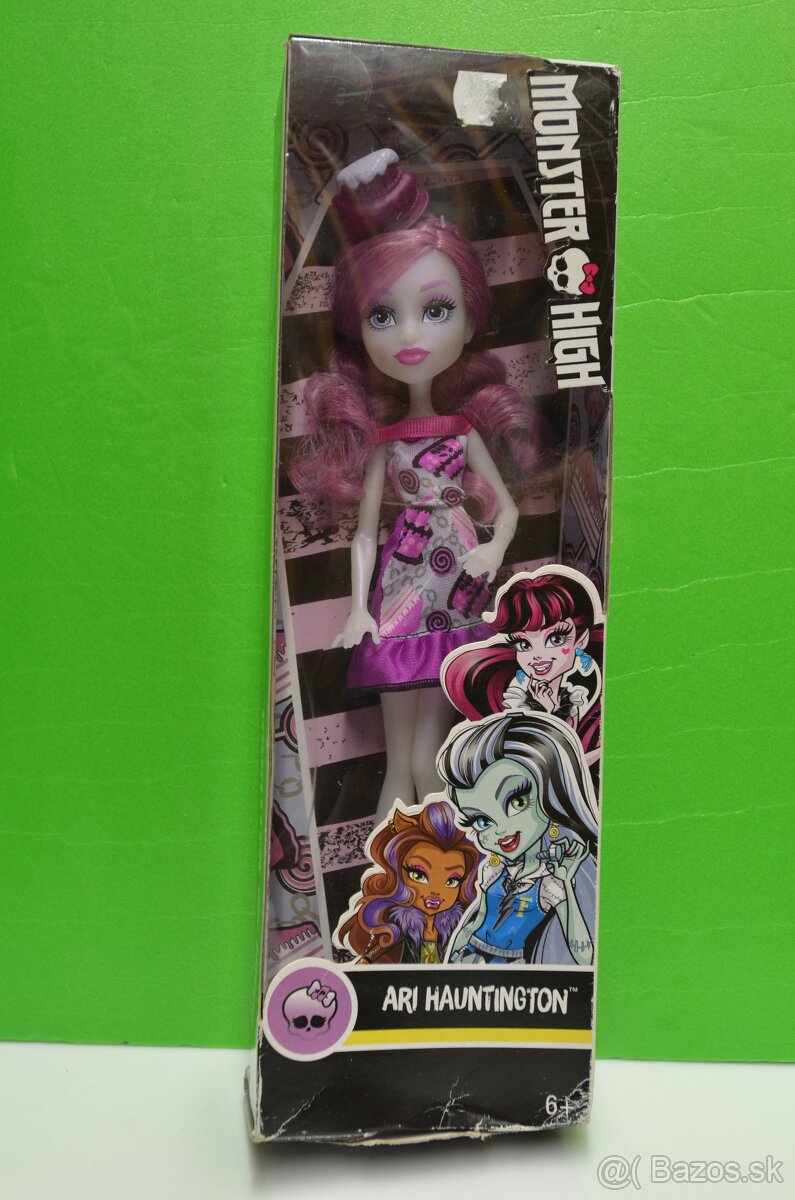 MONSTER HIGH
F
ARI HAUNTINGTON™
6+
@( Bazos.sk